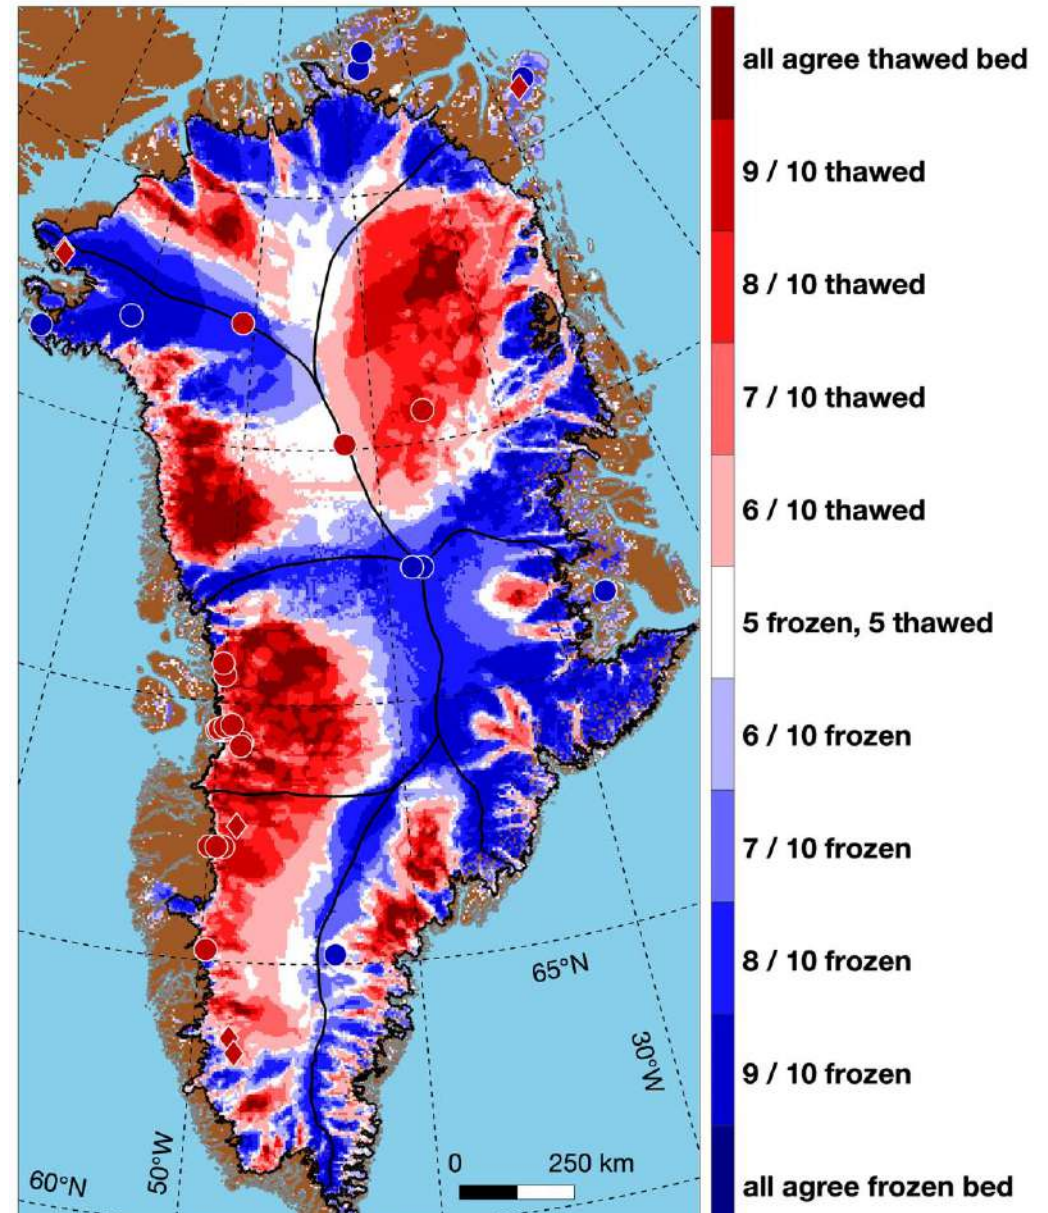 all agree thawed bed
9 / 10 thawed
8 / 10 thawed
7 / 10 thawed
6 / 10 thawed
5 frozen, 5 thawed
6 / 10 frozen
7 / 10 frozen
8 / 10 frozen
9 / 10 frozen
all agree frozen bed
65°N
30°W
50°W
60°N
0 250 km